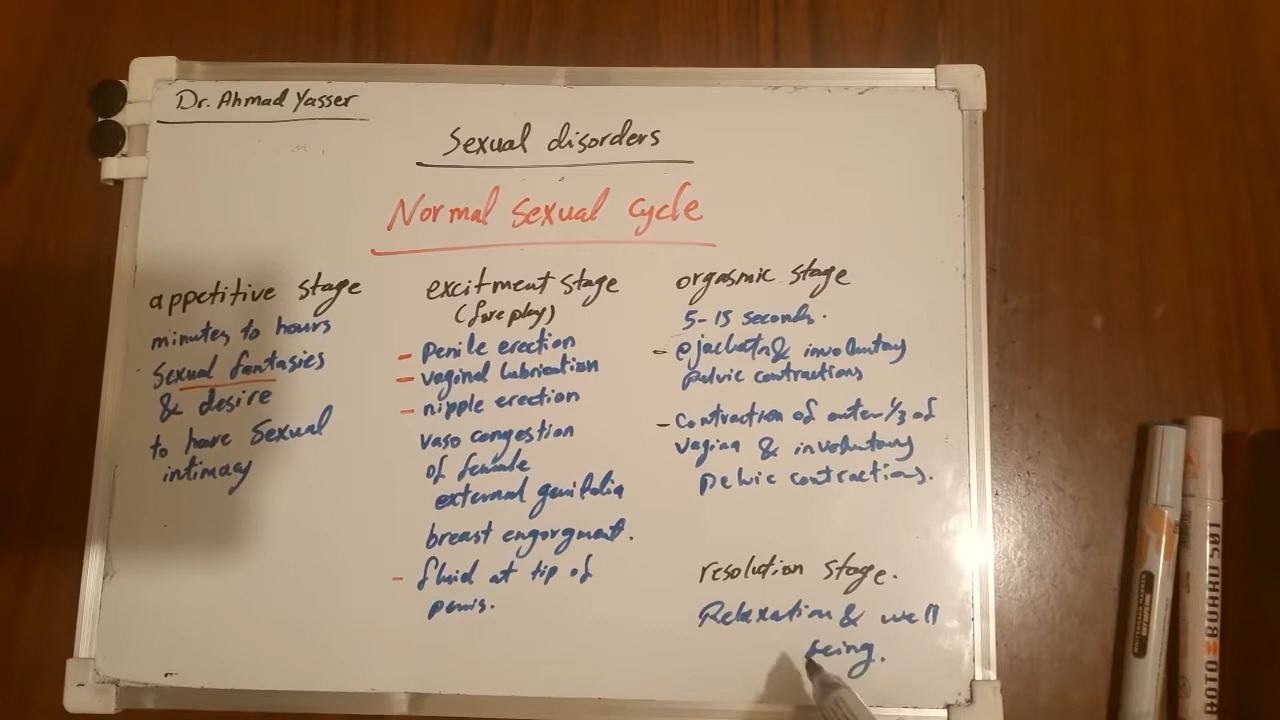 Dr. Ahmad Yasser
Sexual disorders
Normal Sexual cycle
appetitive stage
minutes to hours
Sexual fantasies
& desire
to have Sexual
intimacy
excitment stage
(foreplay)
- penile erection
- vaginal lubrication
- nipple erection
vaso congestion
of female
external genitalia
breast engorgment.
- fluid at tip of
penis.
orgasmic stage
5-15 seconds.
- & involuntary
pelvic contractions
- Contraction of outer 1/3 of
vagina & involuntary
pelvic contractions.
resolution stage.
Relaxation & well
being.
ROTO BOARD 501